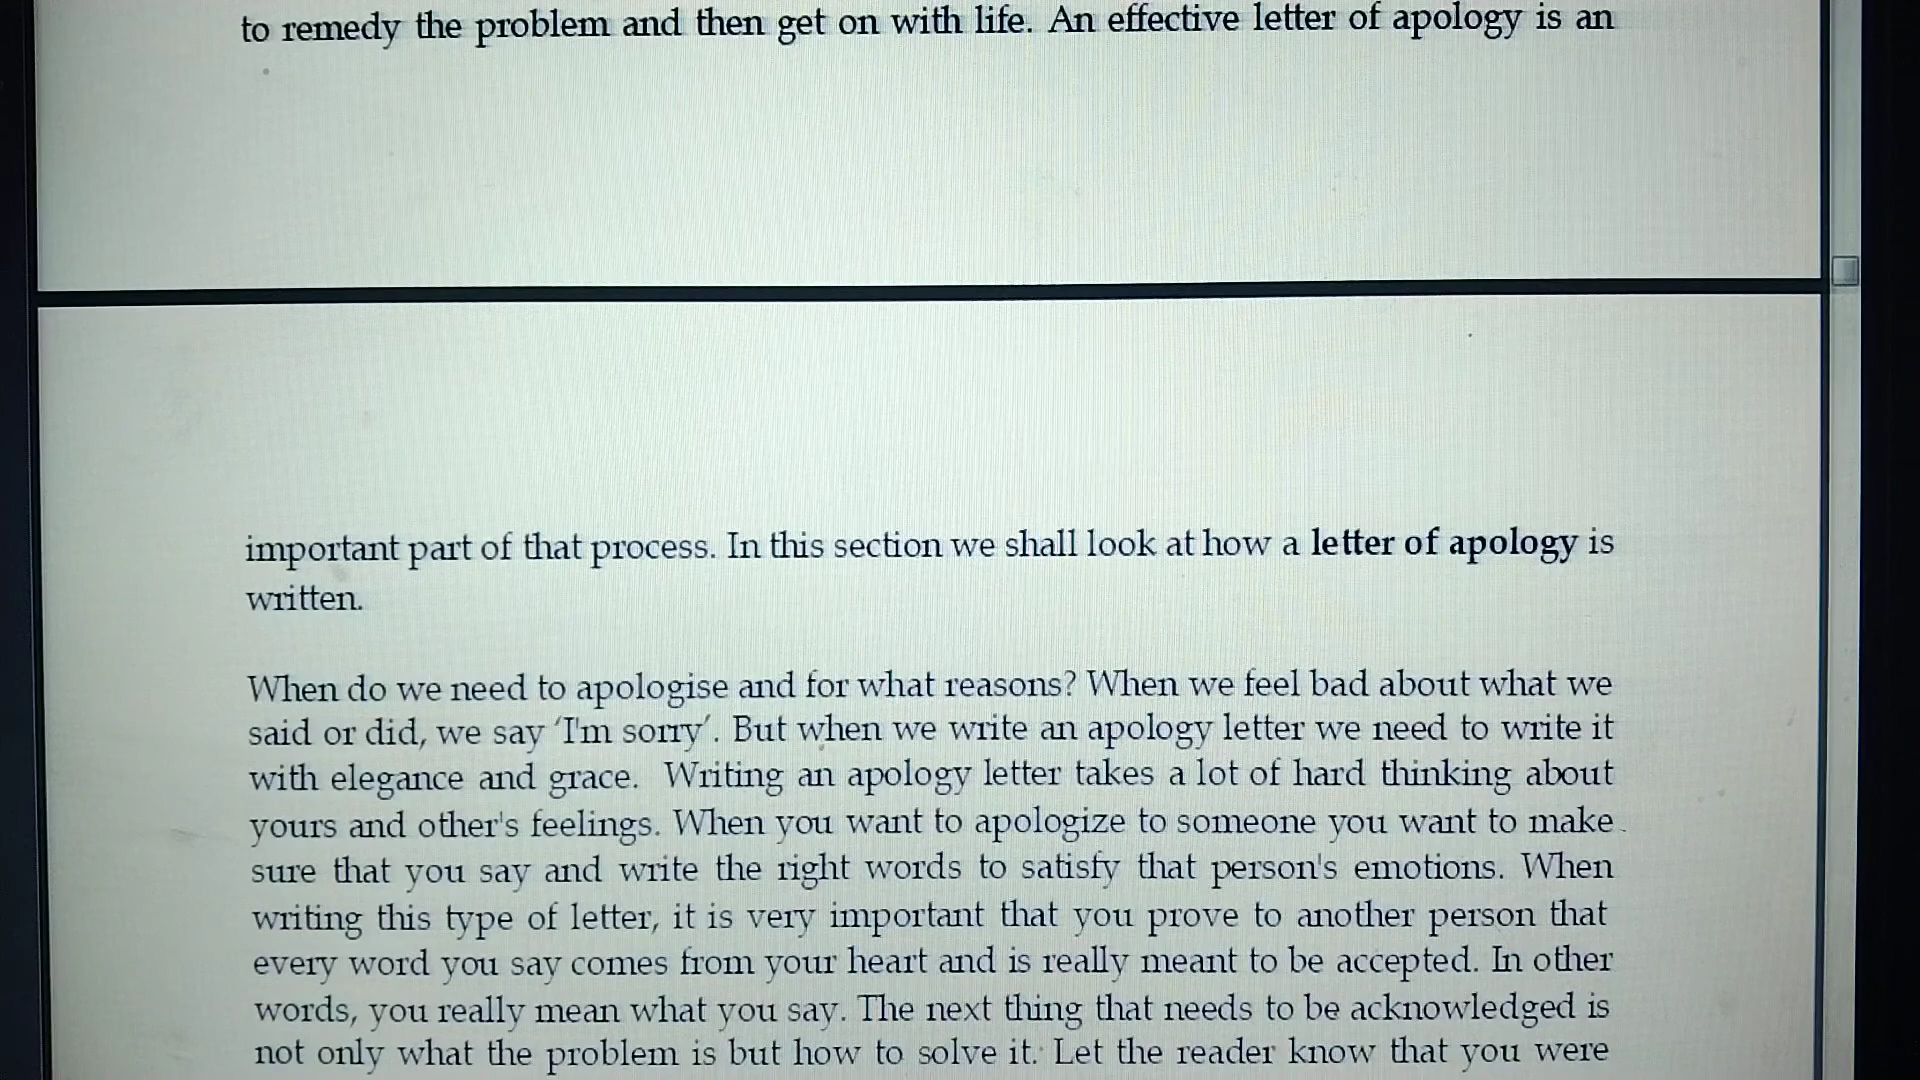 to remedy the problem and then get on with life. An effective letter of apology is an
important part of that process. In this section we shall look at how a letter of apology is
written.
When do we need to apologise and for what reasons? When we feel bad about what we
said or did, we say 'I'm sorry'. But when we write an apology letter we need to write it
with elegance and grace. Writing an apology letter takes a lot of hard thinking about
yours and other's feelings. When you want to apologize to someone you want to make
sure that you say and write the right words to satisfy that person's emotions. When
writing this type of letter, it is very important that you prove to another person that
every word you say comes from your heart and is really meant to be accepted. In other
words, you really mean what you say. The next thing that needs to be acknowledged is
not only what the problem is but how to solve it. Let the reader know that you were